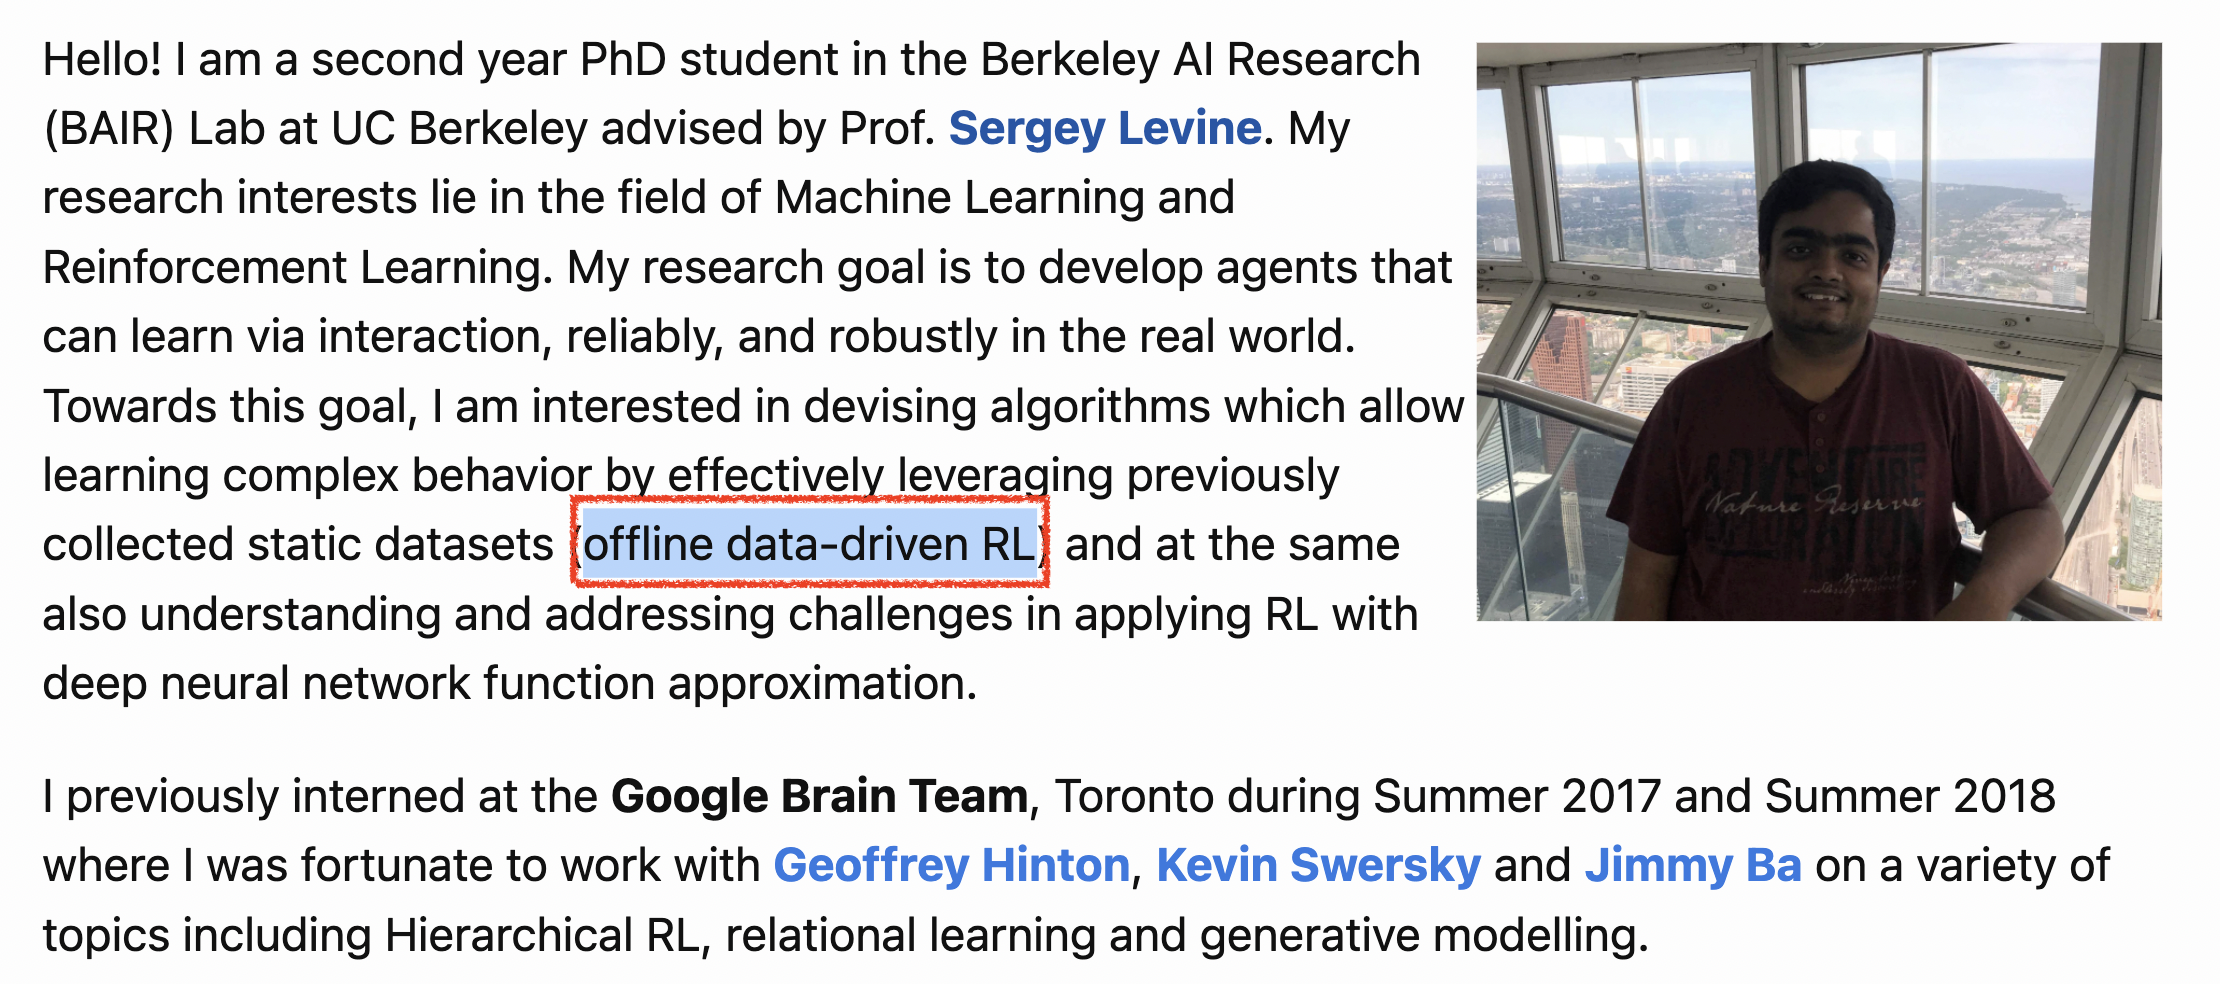 Hello! I am a second year PhD student in the Berkeley AI Research
(BAIR) Lab at UC Berkeley advised by Prof. Sergey Levine. My
research interests lie in the field of Machine Learning and
Reinforcement Learning. My research goal is to develop agents that
can learn via interaction, reliably, and robustly in the real world.
Towards this goal, I am interested in devising algorithms which allow
learning complex behavior by effectively leveraging previously
collected static datasets (offline data-driven RL) and at the same
also understanding and addressing challenges in applying RL with
deep neural network function approximation.
I previously interned at the Google Brain Team, Toronto during Summer 2017 and Summer 2018
where I was fortunate to work with Geoffrey Hinton, Kevin Swersky and Jimmy Ba on a variety of
topics including Hierarchical RL, relational learning and generative modelling.
ADVENTURE
Nature Reserve